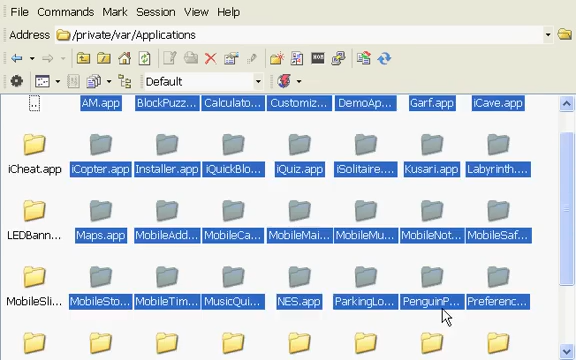 File Commands Mark Session View Help
Address /private/var/Applications
Default
.. AM.app BlockPuzz... Calculato... Customiz... DemoAp... Garf.app iCave.app
iCheat.app iCopter.app Installer.app iQuickBlo... iQuiz.app iSolitaire.... Kusari.app Labyrinth....
LEDBann... Maps.app MobileAdd... MobileCa... MobileMai... MobileMu... MobileNot... MobileSaf...
MobileSli... MobileSto... MobileTim... MusicQui... NES.app ParkingLo... PenguinP... Preferenc...